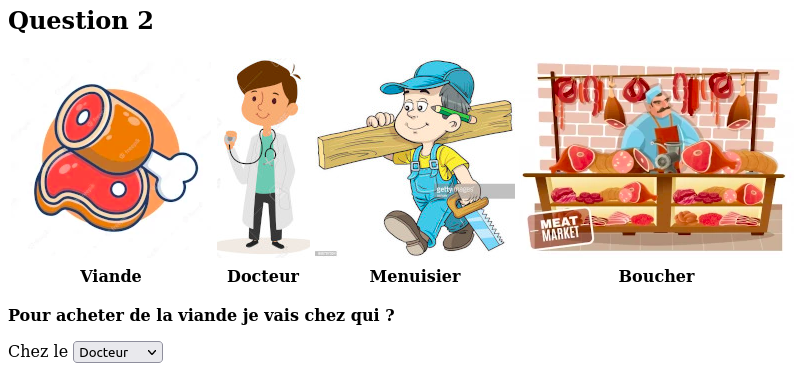 Question 2
gettyimages
MEAT
MARKET
Viande
Docteur
Menuisier
Boucher
Pour acheter de la viande je vais chez qui ?
Chez le Docteur